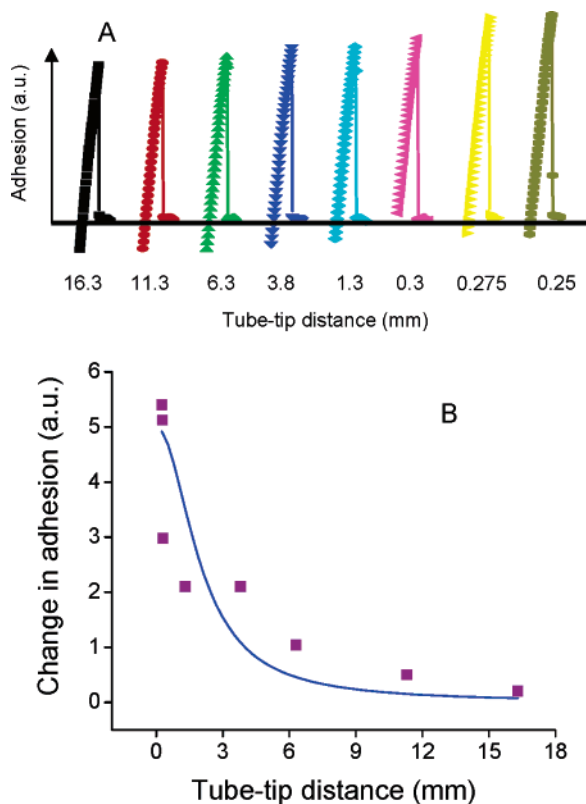 A
Adhesion (a.u.)
16.3 11.3 6.3 3.8 1.3 0.3 0.275 0.25
Tube-tip distance (mm)
B
Change in adhesion (a.u.)
6
5
4
3
2
1
0
0 3 6 9 12 15 18
Tube-tip distance (mm)